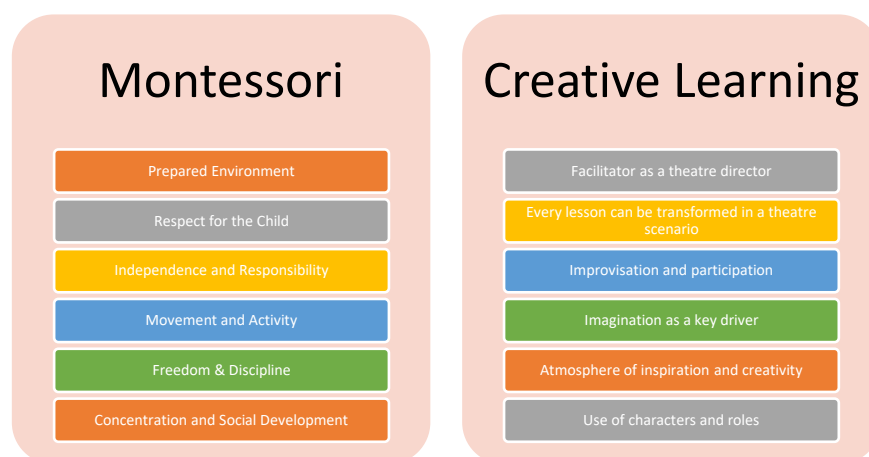 Montessori
Prepared Environment
Respect for the Child
Independence and Responsibility
Movement and Activity
Freedom & Discipline
Concentration and Social Development
Creative Learning
Facilitator as a theatre director
Every lesson can be transformed in a theatre
scenario
Improvisation and participation
Imagination as a key driver
Atmosphere of inspiration and creativity
Use of characters and roles